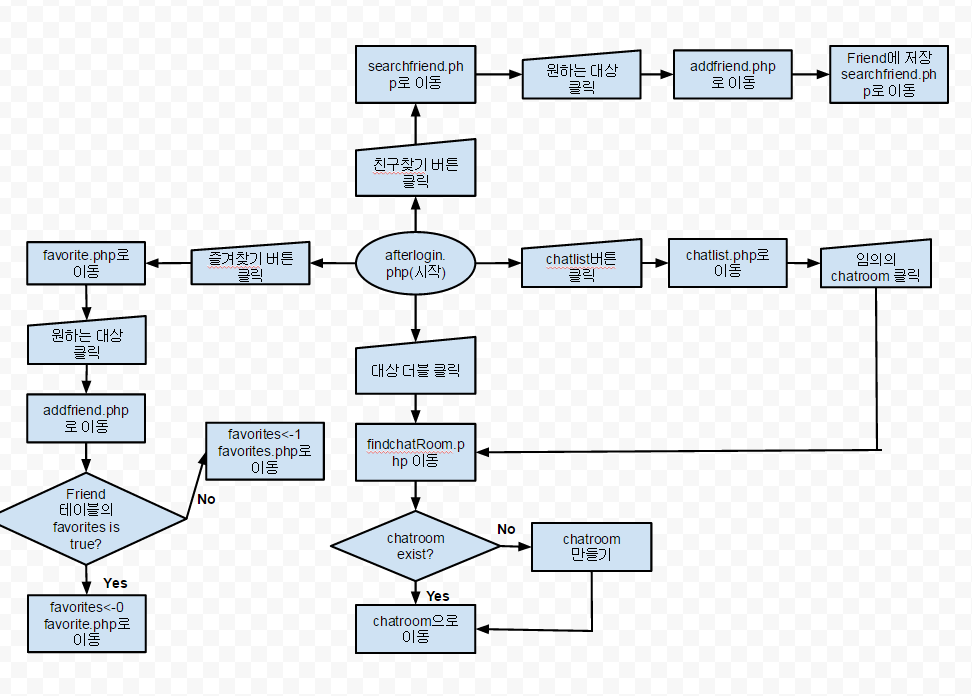 searchfriend.ph
p로 이동
원하는 대상
클릭
addfriend.php
로 이동
Friend에 저장
searchfriend.ph
p로 이동
친구찾기 버튼
클릭
favorite.php로
이동
즐겨찾기 버튼
클릭
afterlogin.
php(시작)
chatlist버튼
클릭
chatlist.php로
이동
임의의
chatroom 클릭
원하는 대상
클릭
대상 더블 클릭
addfriend.php
로 이동
favorites<-1
favorites.php로
이동
findchatRoom.p
hp 이동
Friend
테이블의
favorites is
true?
No
chatroom
exist?
No
chatroom
만들기
Yes
Yes
favorites<-0
favorite.php로
이동
chatroom으로
이동